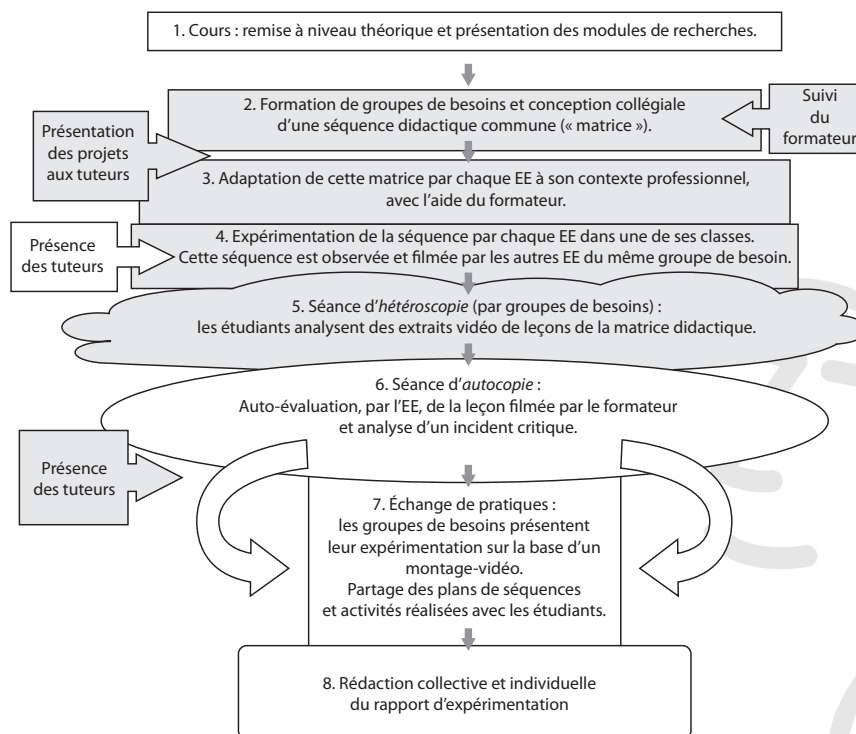 1. Cours : remise à niveau théorique et présentation des modules de recherches.
2. Formation de groupes de besoins et conception collégiale
d'une séquence didactique commune (« matrice »).
Suivi
du
formateur
Présentation
des projets
aux tuteurs
3. Adaptation de cette matrice par chaque EE à son contexte professionnel,
avec l'aide du formateur.
Présence
des tuteurs
4. Expérimentation de la séquence par chaque EE dans une de ses classes.
Cette séquence est observée et filmée par les autres EE du même groupe de besoin.
5. Séance d'hétéroscopie (par groupes de besoins) :
les étudiants analysent des extraits vidéo de leçons de la matrice didactique.
6. Séance d'autocopie :
Auto-évaluation, par l'EE, de la leçon filmée par le formateur
et analyse d'un incident critique.
Présence
des tuteurs
7. Échange de pratiques :
les groupes de besoins présentent
leur expérimentation sur la base d'un
montage-vidéo.
Partage des plans de séquences
et activités réalisées avec les étudiants.
8. Rédaction collective et individuelle
du rapport d'expérimentation